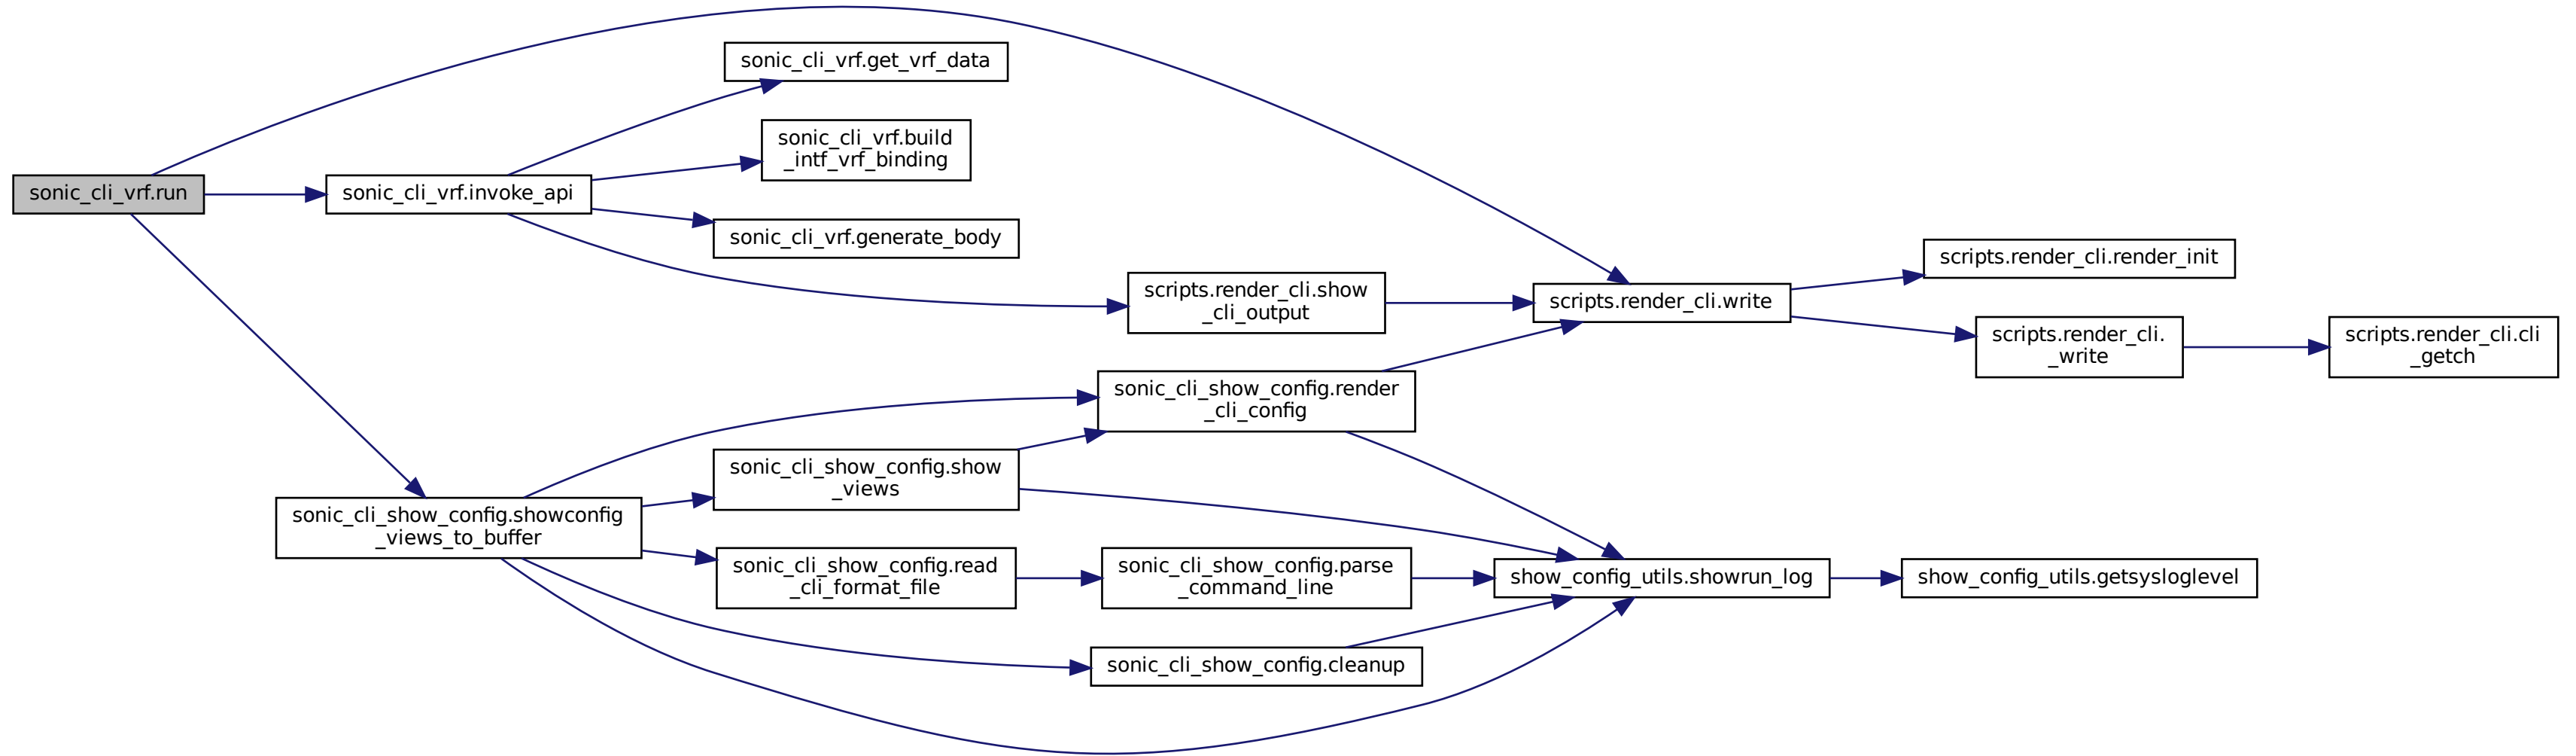 sonic_cli_vrf.run
sonic_cli_vrf.invoke_api
sonic_cli_vrf.get_vrf_data
sonic_cli_vrf.build
_intf_vrf_binding
sonic_cli_vrf.generate_body
scripts.render_cli.show
_cli_output
scripts.render_cli.write
scripts.render_cli.render_init
scripts.render_cli.
_write
scripts.render_cli.cli
_getch
sonic_cli_show_config.showconfig
_views_to_buffer
sonic_cli_show_config.render
_cli_config
sonic_cli_show_config.show
_views
sonic_cli_show_config.read
_cli_format_file
sonic_cli_show_config.parse
_command_line
sonic_cli_show_config.cleanup
show_config_utils.showrun_log
show_config_utils.getsysloglevel